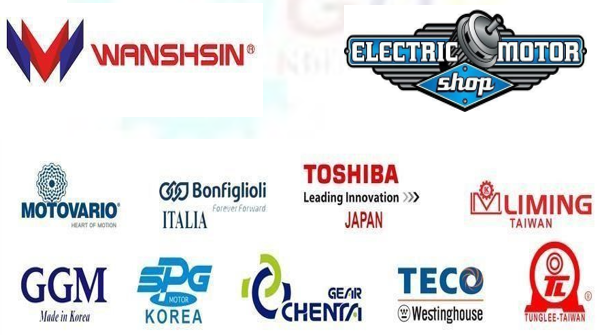 WANSHSIN®
ELECTRIC MOTOR
shop
MOTOVARIO®
HEART OF MOTION
Bonfiglioli
Forever Forward
ITALIA
TOSHIBA
Leading Innovation >>>
JAPAN
LIMING
TAIWAN
GGM
Made in Korea
SPG
MOTOR
KOREA
GEAR
CHENTA
TECO
W Westinghouse
TL
®
TUNGLEE-TAIWAN